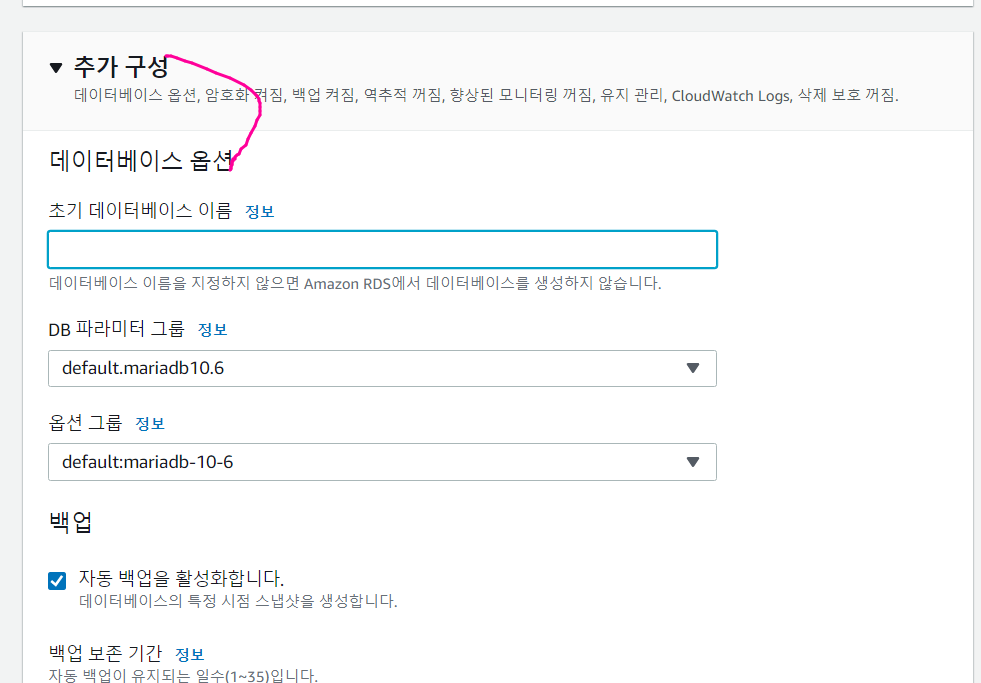 추가 구성
데이터베이스 옵션, 암호화 켜짐, 백업 켜짐, 역추적 꺼짐, 향상된 모니터링 꺼짐, 유지 관리, CloudWatch Logs, 삭제 보호 꺼짐.
데이터베이스 옵션
초기 데이터베이스 이름 정보
데이터베이스 이름을 지정하지 않으면 Amazon RDS에서 데이터베이스를 생성하지 않습니다.
DB 파라미터 그룹 정보
default.mariadb10.6
옵션 그룹 정보
default:mariadb-10-6
백업
자동 백업을 활성화합니다.
데이터베이스의 특정 시점 스냅샷을 생성합니다.
백업 보존 기간 정보
자동 백업이 유지되는 일수(1~35)입니다.